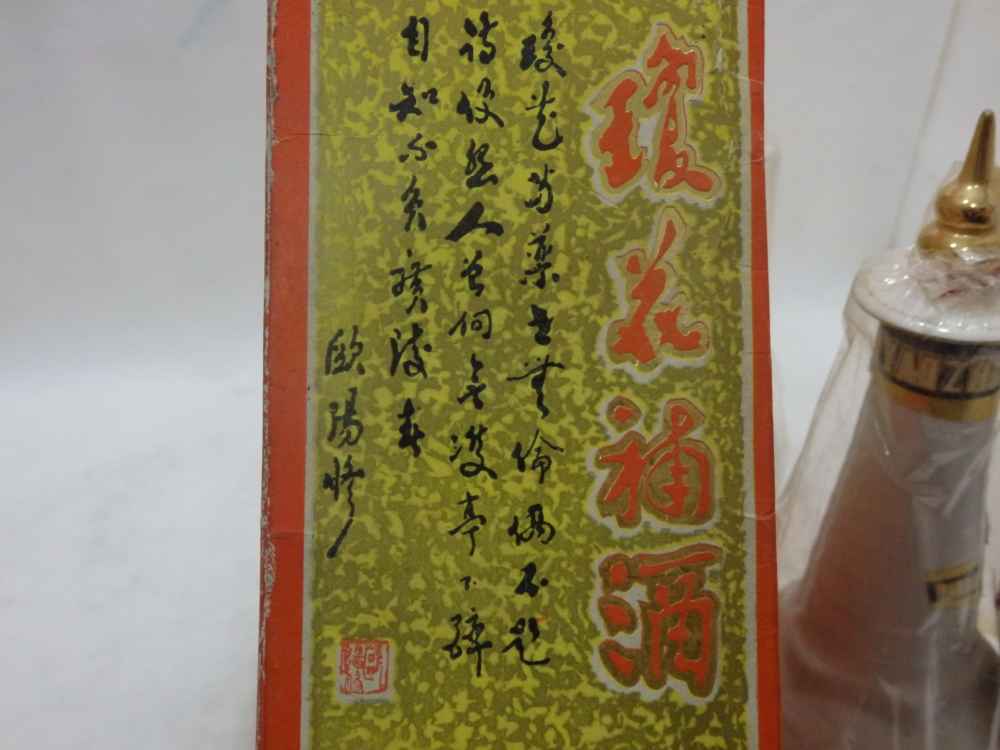 瓊花補酒
瓊花芍藥世無倫偶不題
詩便怨人曾向無雙亭下醉
自知不負廣陵春
歐陽修